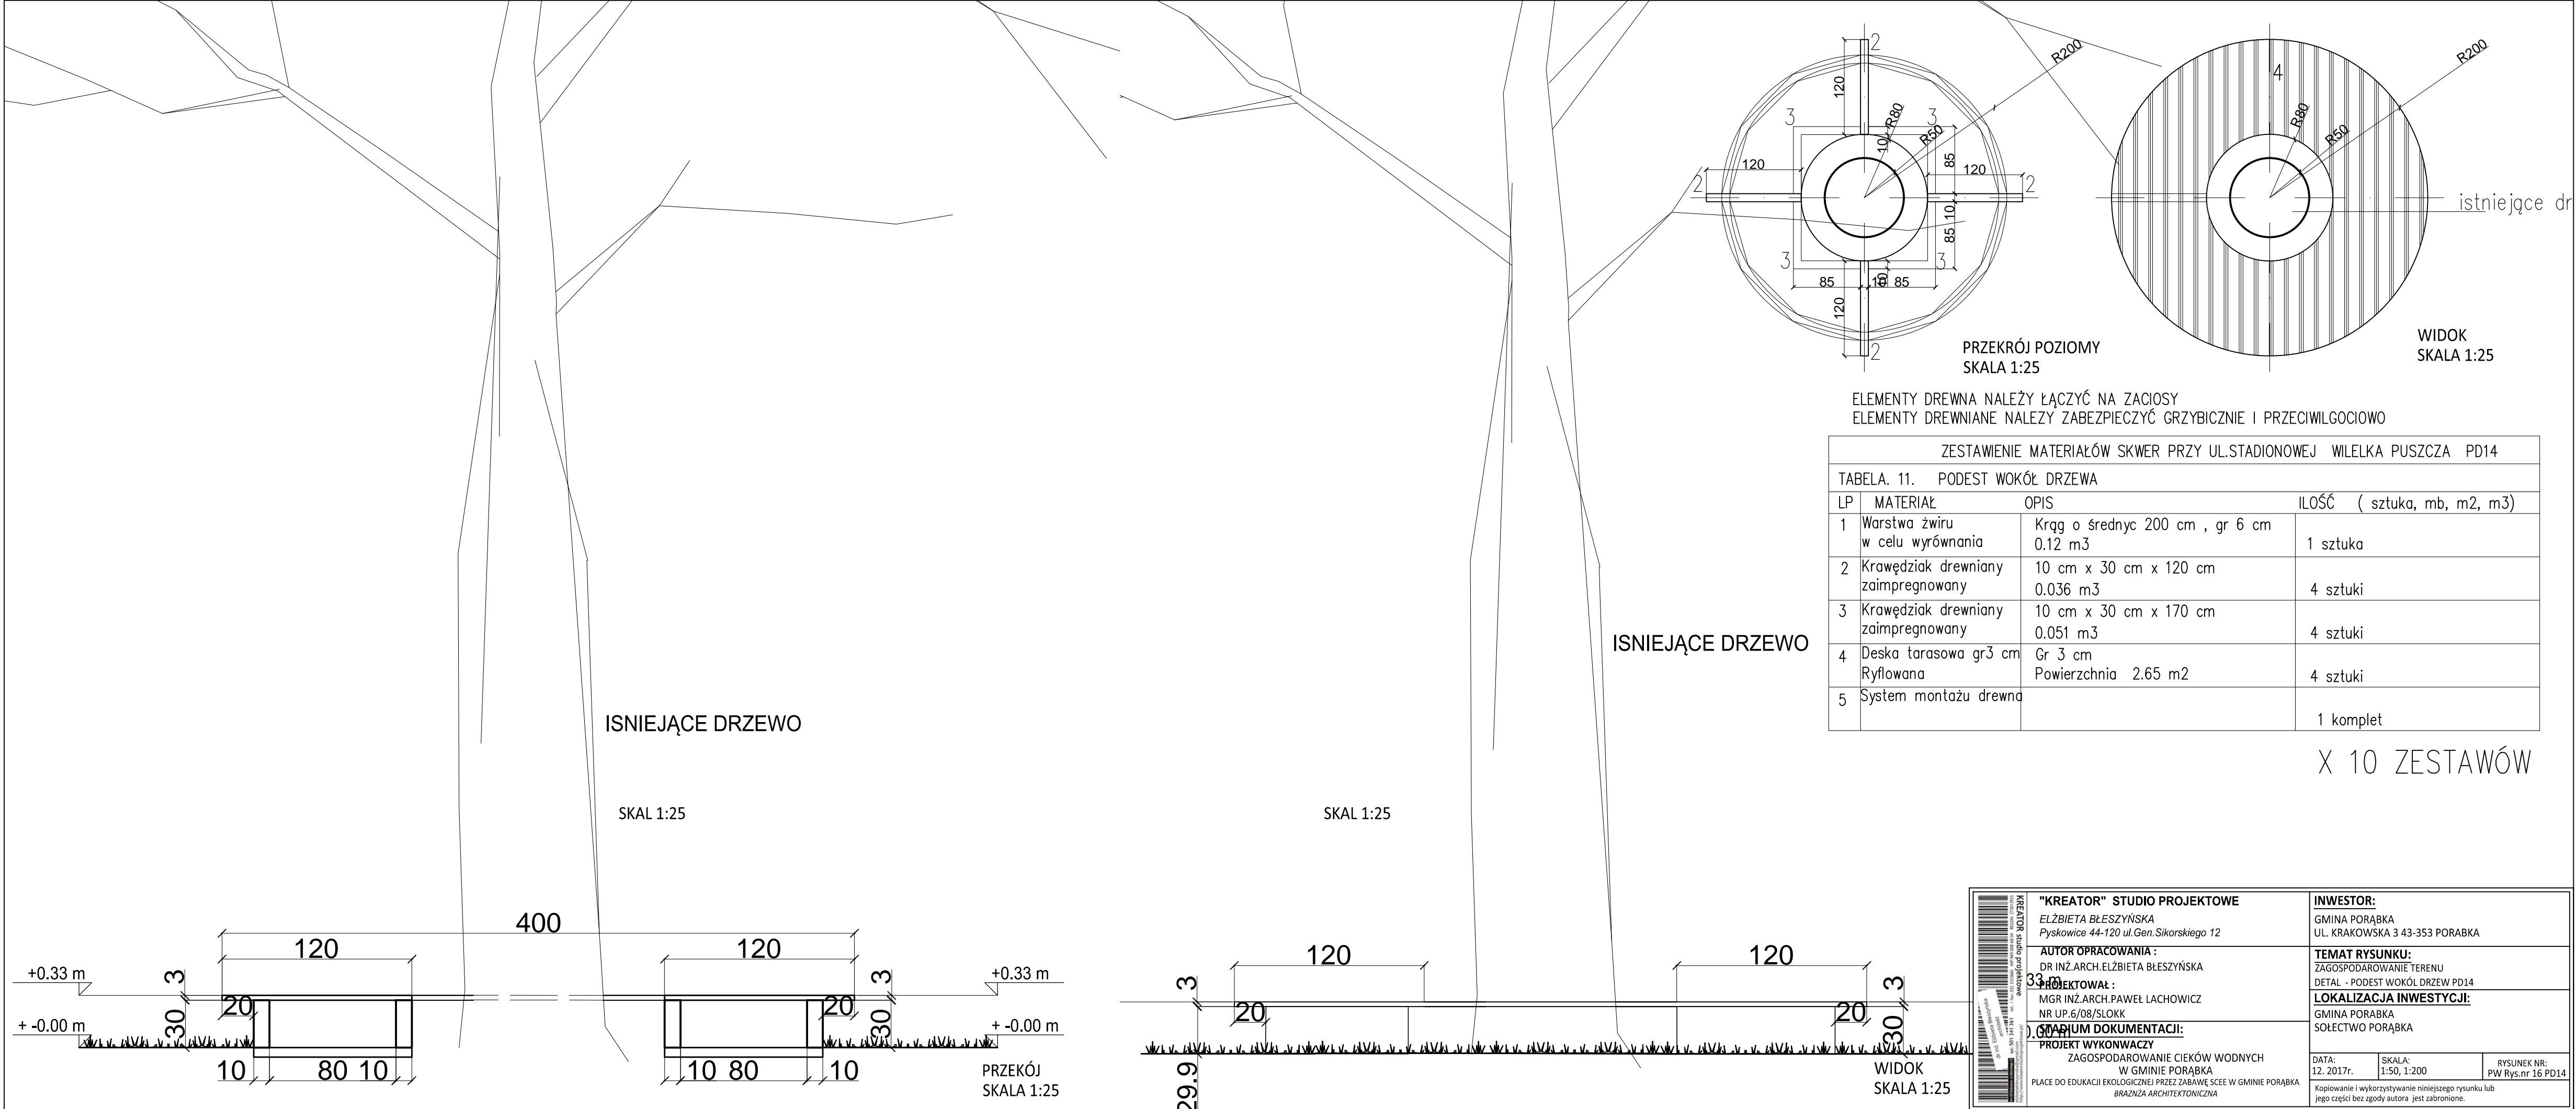 400
120
120
+0.33 m
3
20
30
+ -0.00 m
10
80
10
3
20
30
+0.33 m
+ -0.00 m
10
80
10
PRZEKÓJ
SKALA 1:25
ISNIEJĄCE DRZEWO
SKAL 1:25
ISNIEJĄCE DRZEWO
SKAL 1:25
120
120
3
20
29.9
3
20
30
33 m
0.00 m
WIDOK
SKALA 1:25
2
120
R200
R80
R50
3
3
10
120
85
120
2
2
10
85
3
3
85
10
10
85
120
2
PRZEKRÓJ POZIOMY
SKALA 1:25
4
R200
R80
R50
istniejące dr
WIDOK
SKALA 1:25
ELEMENTY DREWNA NALEŻY ŁĄCZYĆ NA ZACIOSY
ELEMENTY DREWNIANE NALEZY ZABEZPIECZYĆ GRZYBICZNIE I PRZECIWILGOCIOWO
ZESTAWIENIE MATERIAŁÓW SKWER PRZY UL.STADIONOWEJ WILELKA PUSZCZA PD14
TABELA. 11. PODEST WOKÓŁ DRZEWA
LP MATERIAŁ OPIS ILOŚĆ ( sztuka, mb, m2, m3)
1 Warstwa żwiru Krąg o średnyc 200 cm , gr 6 cm
w celu wyrównania 0.12 m3 1 sztuka
2 Krawędziak drewniany 10 cm x 30 cm x 120 cm
zaimpregnowany 0.036 m3 4 sztuki
3 Krawędziak drewniany 10 cm x 30 cm x 170 cm
zaimpregnowany 0.051 m3 4 sztuki
4 Deska tarasowa gr3 cm Gr 3 cm
Ryflowana Powierzchnia 2.65 m2 4 sztuki
5 System montażu drewna
1 komplet
X 10 ZESTAWÓW
KREATOR studio projektowe
"KREATOR" STUDIO PROJEKTOWE
ELŻBIETA BŁESZYŃSKA
Pyskowice 44-120 ul.Gen.Sikorskiego 12
AUTOR OPRACOWANIA :
DR INŻ.ARCH.ELŻBIETA BŁESZYŃSKA
PROJEKTOWAŁ :
MGR INŻ.ARCH.PAWEŁ LACHOWICZ
NR UP.6/08/SLOKK
STADIUM DOKUMENTACJI:
PROJEKT WYKONWACZY
ZAGOSPODAROWANIE CIEKÓW WODNYCH
W GMINIE PORĄBKA
PLACE DO EDUKACJI EKOLOGICZNEJ PRZEZ ZABAWĘ SCEE W GMINIE PORĄBKA
BRAZNŻA ARCHITEKTONICZNA
INWESTOR:
GMINA PORĄBKA
UL. KRAKOWSKA 3 43-353 PORABKA
TEMAT RYSUNKU:
ZAGOSPODAROWANIE TERENU
DETAL - PODEST WOKÓL DRZEW PD14
LOKALIZACJA INWESTYCJI:
GMINA PORABKA
SOŁECTWO PORĄBKA
DATA:
12. 2017r.
SKALA:
1:50, 1:200
RYSUNEK NR:
PW Rys.nr 16 PD14
Kopiowanie i wykorzystywanie niniejszego rysunku lub
jego części bez zgody autora jest zabronione.